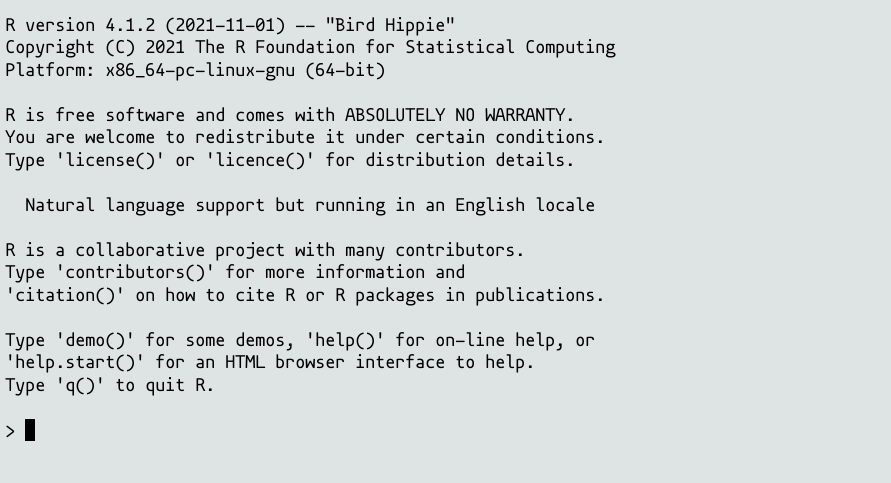 R version 4.1.2 (2021-11-01) -- "Bird Hippie"
Copyright (C) 2021 The R Foundation for Statistical Computing
Platform: x86_64-pc-linux-gnu (64-bit)

R is free software and comes with ABSOLUTELY NO WARRANTY.
You are welcome to redistribute it under certain conditions.
Type 'license()' or 'licence()' for distribution details.

  Natural language support but running in an English locale

R is a collaborative project with many contributors.
Type 'contributors()' for more information and
'citation()' on how to cite R or R packages in publications.

Type 'demo()' for some demos, 'help()' for on-line help, or
'help.start()' for an HTML browser interface to help.
Type 'q()' to quit R.

>